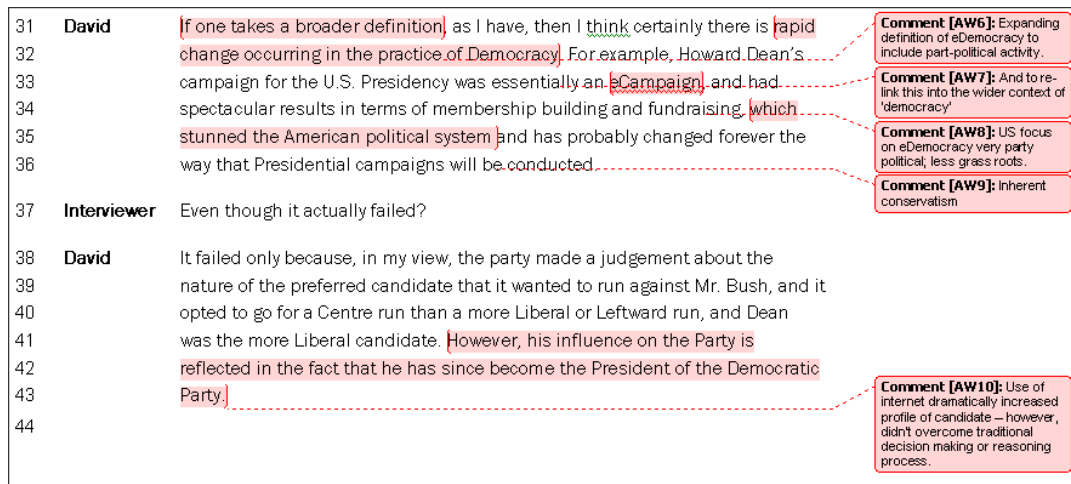 31 David If one takes a broader definition, as I have, then I think certainly there is rapid
32 change occurring in the practice of Democracy. For example, Howard Dean's
33 campaign for the U.S. Presidency was essentially an eCampaign, and had
34 spectacular results in terms of membership building and fundraising, which
35 stunned the American political system and has probably changed forever the
36 way that Presidential campaigns will be conducted.
37 Interviewer Even though it actually failed?
38 David It failed only because, in my view, the party made a judgement about the
39 nature of the preferred candidate that it wanted to run against Mr. Bush, and it
40 opted to go for a Centre run than a more Liberal or Leftward run, and Dean
41 was the more Liberal candidate. However, his influence on the Party is
42 reflected in the fact that he has since become the President of the Democratic
43 Party.
44
Comment [AW6]: Expanding
definition of eDemocracy to
include part-political activity.
Comment [AW7]: And to re-
link this into the wider context of
'democracy'
Comment [AW8]: US focus
on eDemocracy very party
political; less grass roots.
Comment [AW9]: Inherent
conservatism
Comment [AW10]: Use of
internet dramatically increased
profile of candidate – however,
didn't overcome traditional
decision making or reasoning
process.